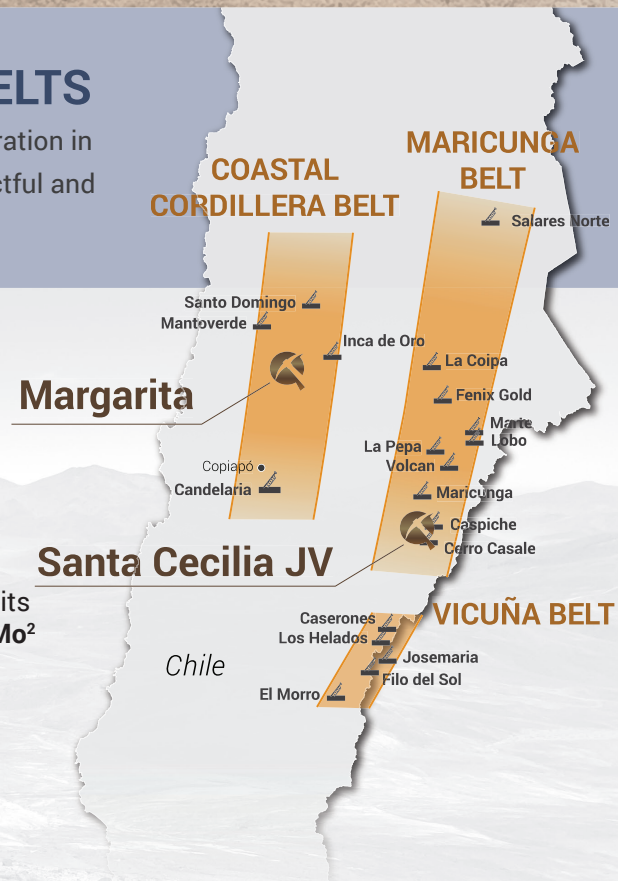 ELTS
ration in
ctful and
MARICUNGA
BELT
COASTAL
CORDILLERA BELT
Salares Norte
Santo Domingo
Mantoverde
Inca de Oro
La Coipa
Margarita
Fenix Gold
Marte
Lobo
La Pepa
Volcan
Copiapó
Candelaria
Maricunga
Caspiche
Cerro Casale
Santa Cecilia JV
its
Mo²
VICUÑA BELT
Caserones
Los Helados
Chile
Josemaria
Filo del Sol
El Morro